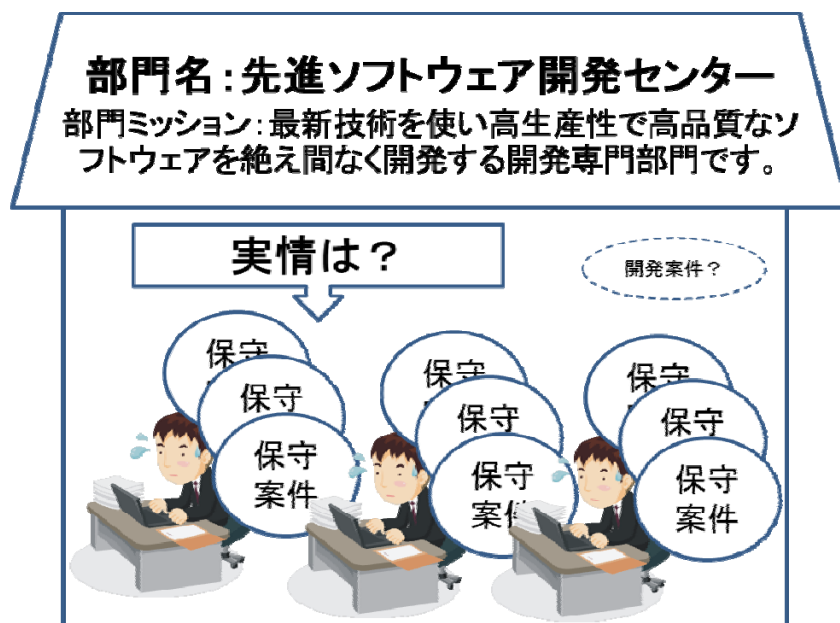 部門名：先進ソフトウェア開発センター
部門ミッション：最新技術を使い高生産性で高品質なソ
フトウェアを絶え間なく開発する開発専門部門です。
実情は？
開発案件？
保守
保守
保守
案件
保守
保守
保守
案件
保守
保守
保守
案件